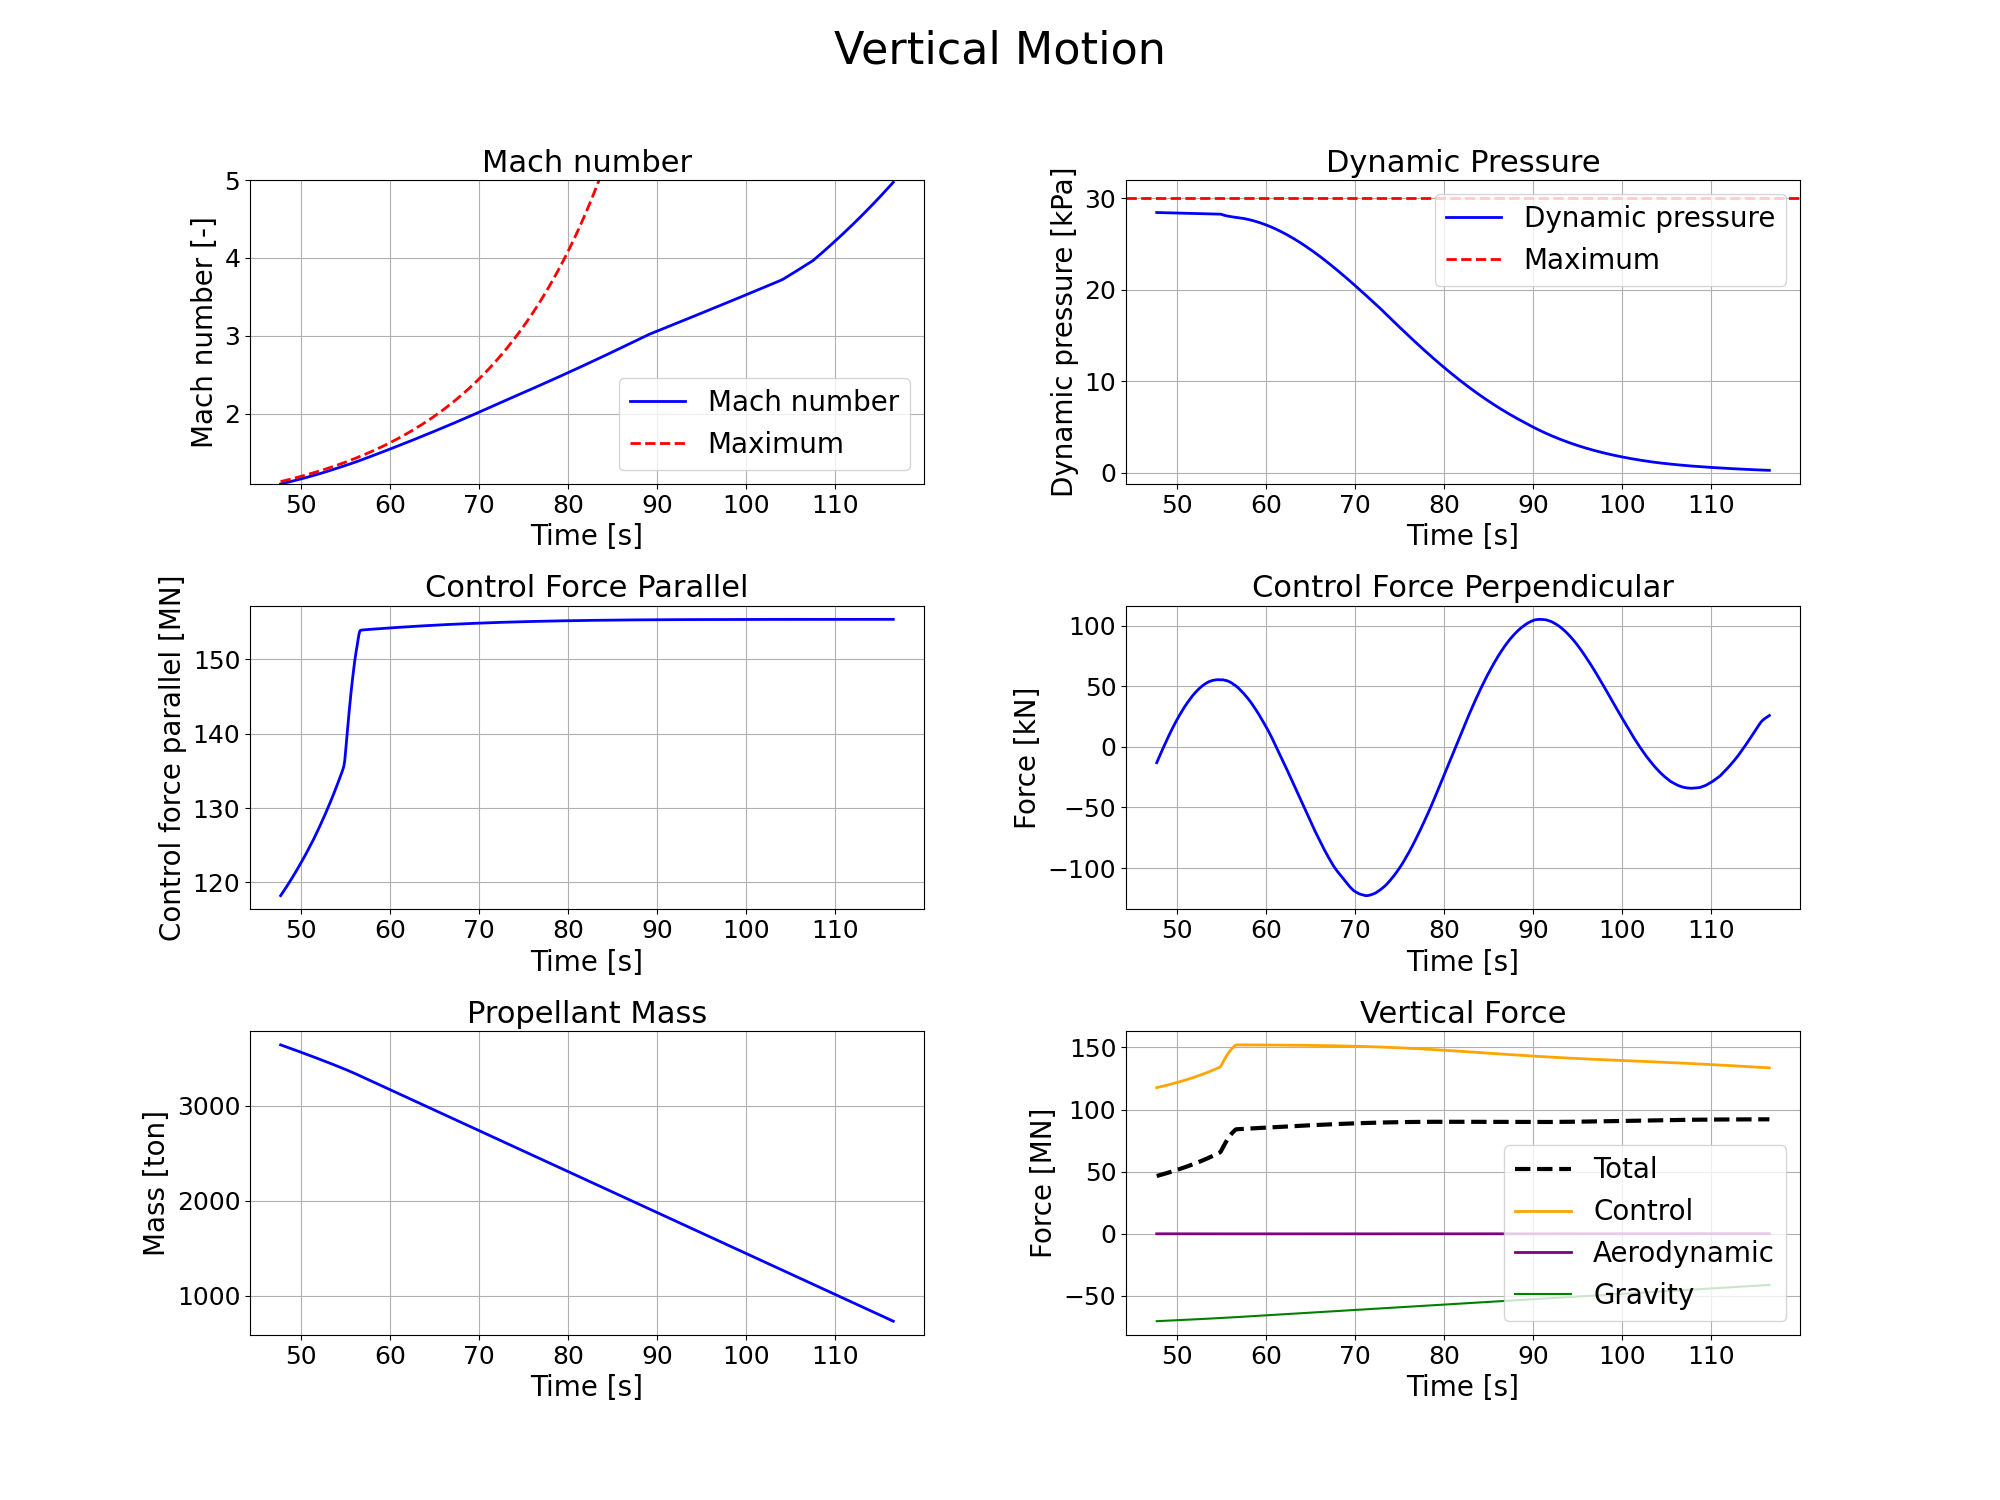 Vertical Motion
Mach number
Mach number [-]
5
4
3
2
Mach number
Maximum
50 60 70 80 90 100 110
Time [s]
Dynamic Pressure
Dynamic pressure [kPa]
30
20
10
0
Dynamic pressure
Maximum
50 60 70 80 90 100 110
Time [s]
Control Force Parallel
Control force parallel [MN]
150
140
130
120
50 60 70 80 90 100 110
Time [s]
Control Force Perpendicular
Force [kN]
100
50
0
−50
−100
50 60 70 80 90 100 110
Time [s]
Propellant Mass
Mass [ton]
3000
2000
1000
50 60 70 80 90 100 110
Time [s]
Vertical Force
Force [MN]
150
100
50
0
−50
Total
Control
Aerodynamic
Gravity
50 60 70 80 90 100 110
Time [s]